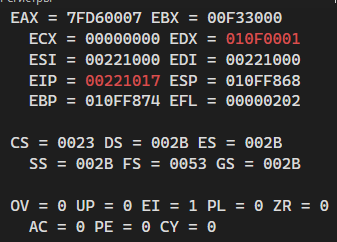 EAX = 7FD60007 EBX = 00F33000
ECX = 00000000 EDX = 010F0001
ESI = 00221000 EDI = 00221000
EIP = 00221017 ESP = 010FF868
EBP = 010FF874 EFL = 00000202
CS = 0023 DS = 002B ES = 002B
SS = 002B FS = 0053 GS = 002B
OV = 0 UP = 0 EI = 1 PL = 0 ZR = 0
AC = 0 PE = 0 CY = 0